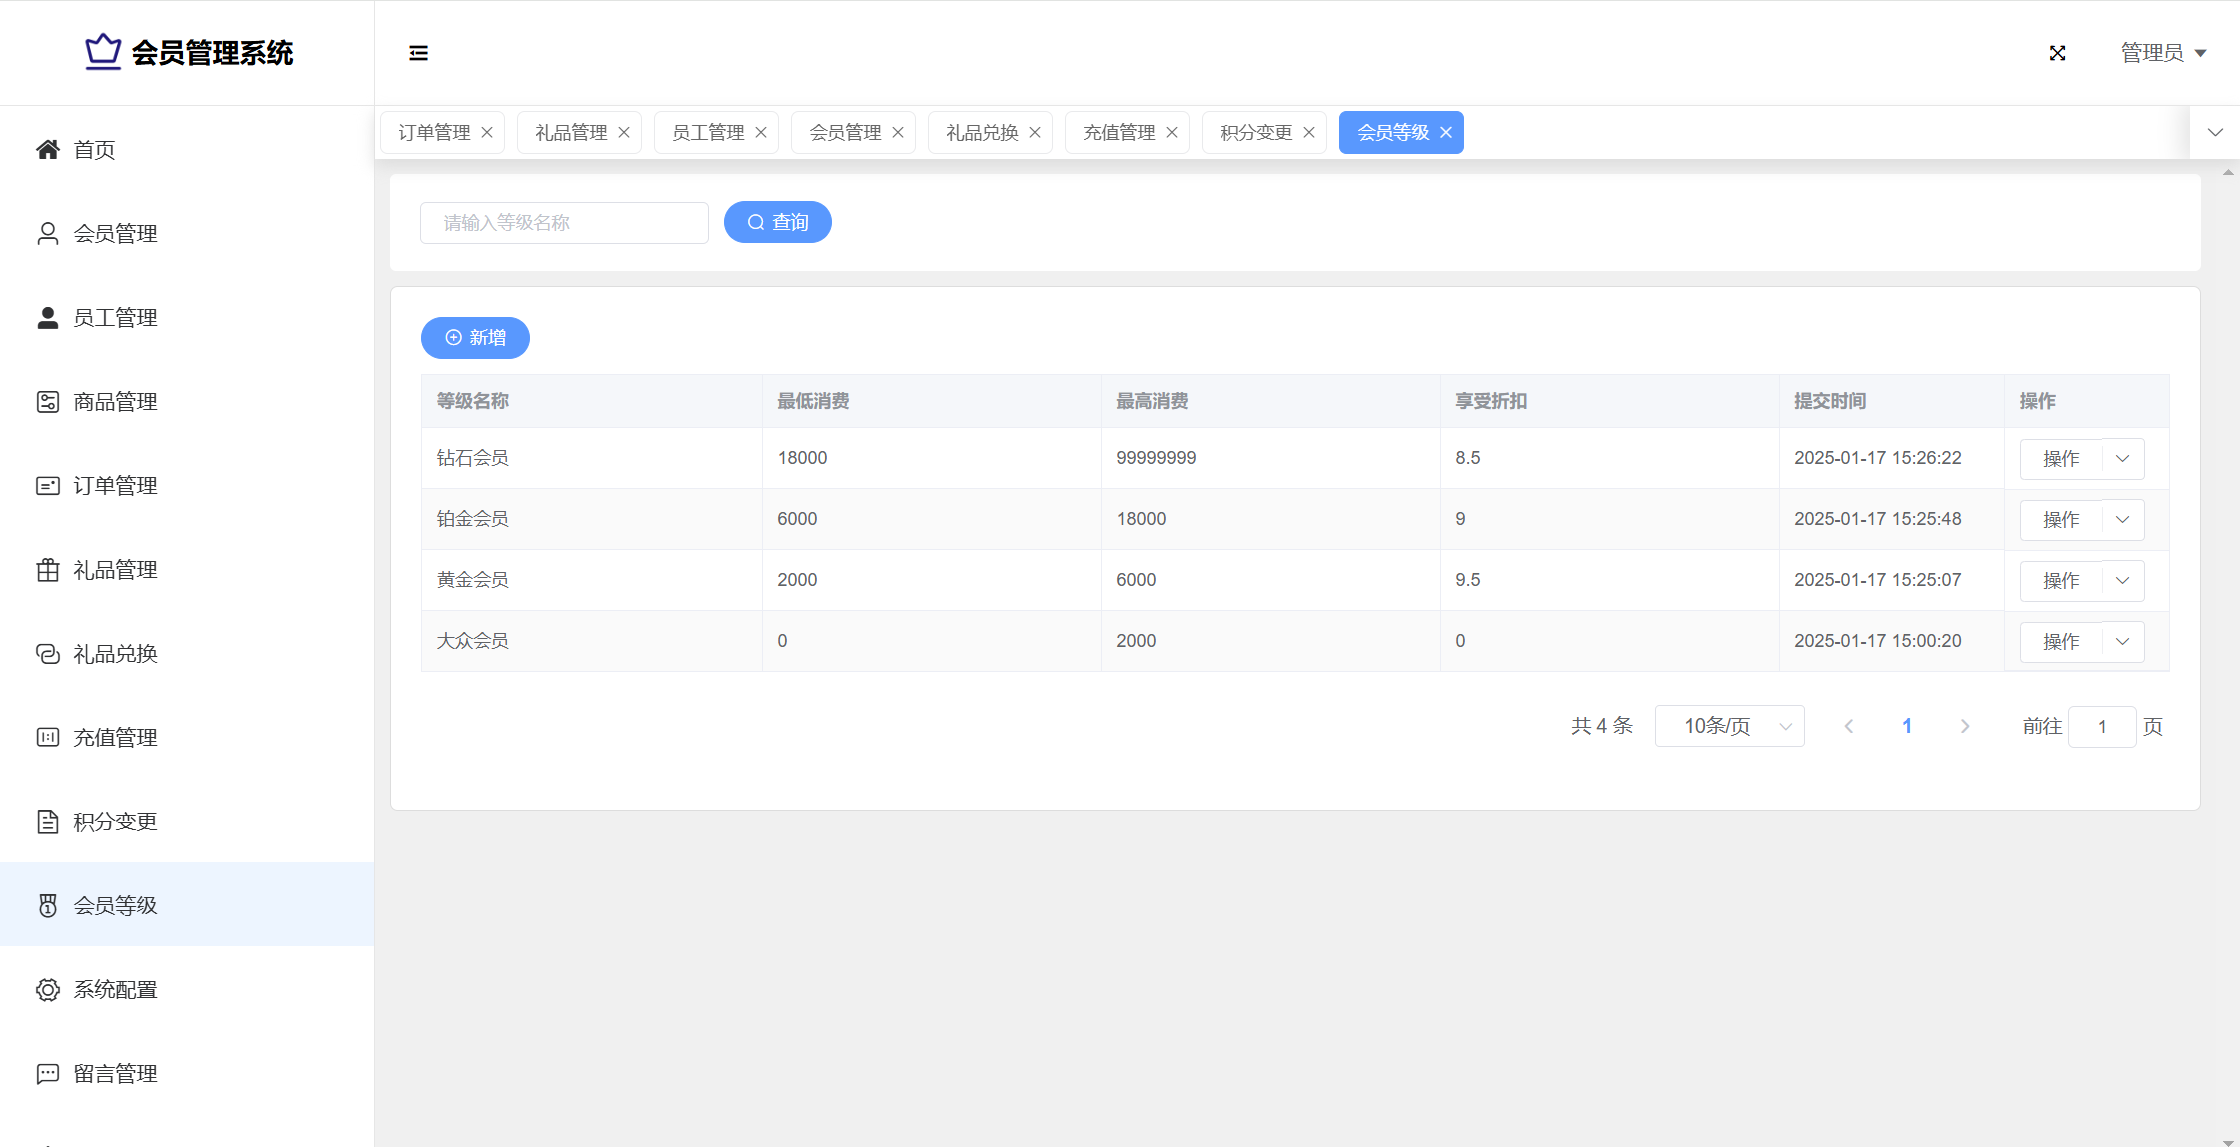 会员管理系统
管理员
首页
会员管理
员工管理
商品管理
订单管理
礼品管理
礼品兑换
充值管理
积分变更
会员等级
系统配置
留言管理
订单管理 礼品管理 员工管理 会员管理 礼品兑换 充值管理 积分变更 会员等级
请输入等级名称 查询
新增
等级名称 最低消费 最高消费 享受折扣 提交时间 操作
钻石会员 18000 99999999 8.5 2025-01-17 15:26:22 操作
铂金会员 6000 18000 9 2025-01-17 15:25:48 操作
黄金会员 2000 6000 9.5 2025-01-17 15:25:07 操作
大众会员 0 2000 0 2025-01-17 15:00:20 操作
共 4 条 10条/页 1 前往 1 页